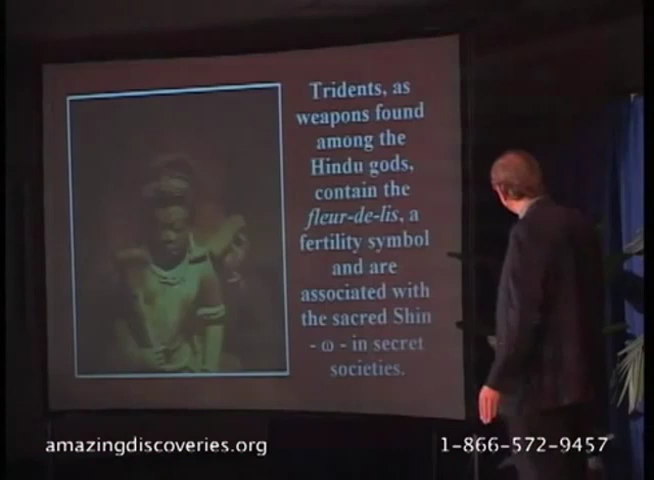 Tridents, as
weapons found
among the
Hindu gods,
contain the
fleur-de-lis, a
fertility symbol
and are
associated with
the sacred Shin
- ω - in secret
societies.
amazingdiscoveries.org
1-866-572-9457